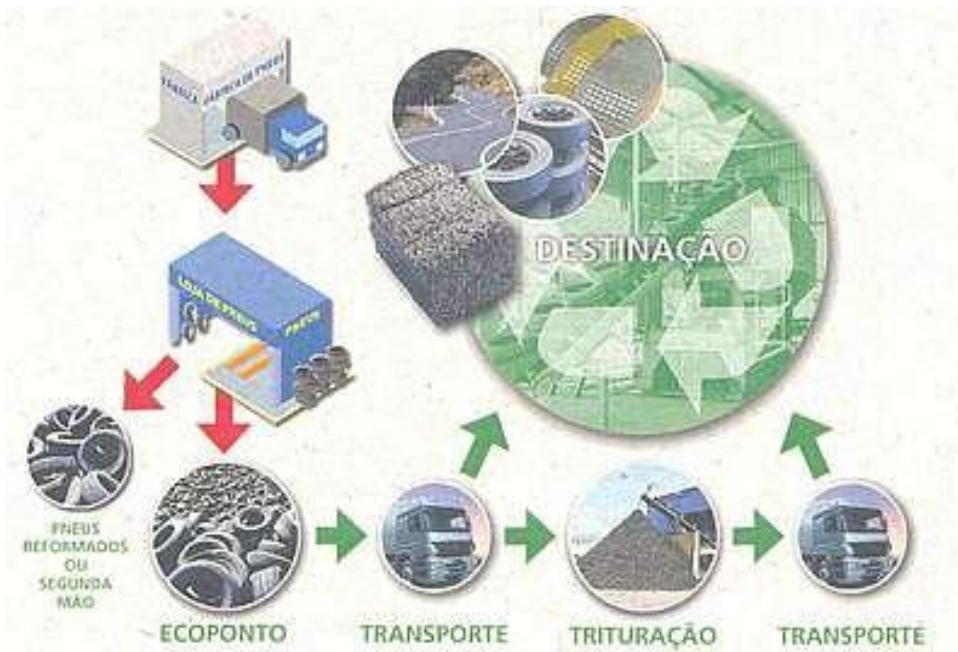 FÁBRICA DE PNEUS
LOJA DE PNEUS
PNEUS
DESTINAÇÃO
PNEUS
REFORMADOS
OU
SEGUNDA
MÃO
ECOPONTO
TRANSPORTE
TRITURAÇÃO
TRANSPORTE